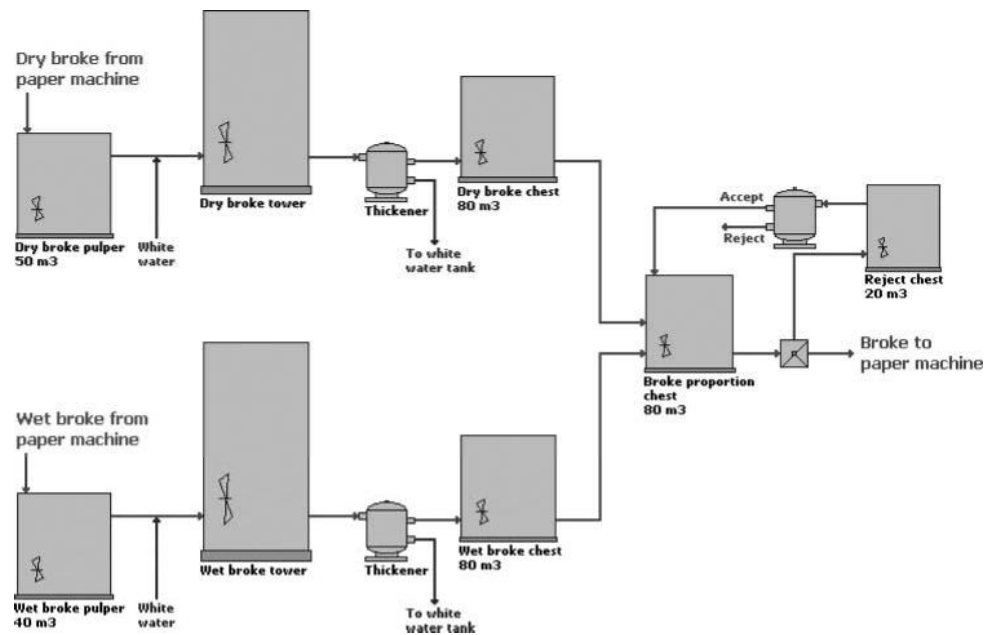 Dry broke from
paper machine
Dry broke pulper
50 m3
White
water
Dry broke tower
Thickener
To white
water tank
Dry broke chest
80 m3
Accept
Reject
Reject chest
20 m3
Broke proportion
chest
80 m3
Broke to
paper machine
Wet broke from
paper machine
Wet broke pulper
40 m3
White
water
Wet broke tower
Thickener
To white
water tank
Wet broke chest
80 m3